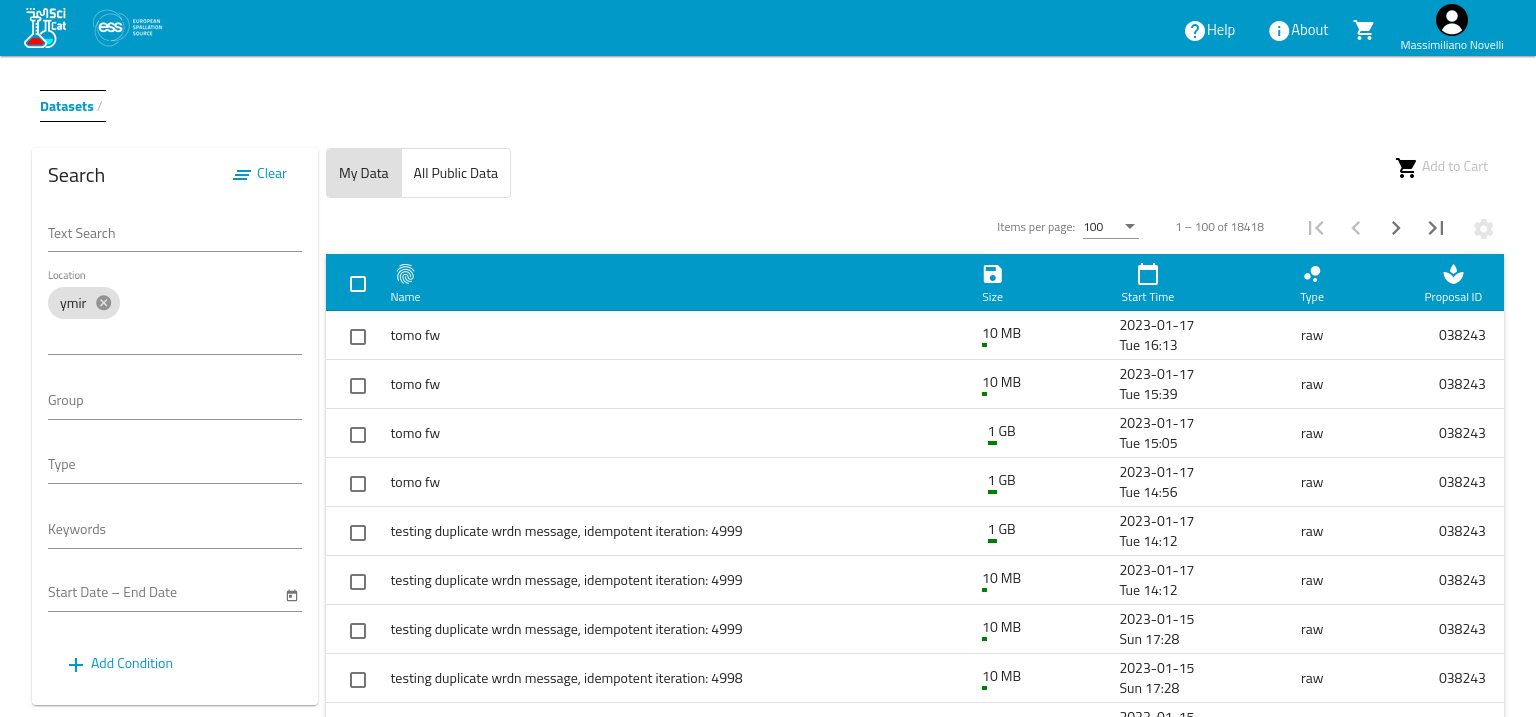 Sci
Cat
ess EUROPEAN
SPALLATION
SOURCE
Help
About
Massimiliano Novelli
Datasets /
Search
Clear
Text Search
Location
ymir
Group
Type
Keywords
Start Date – End Date
Add Condition
My Data
All Public Data
Add to Cart
Items per page: 100
1 – 100 of 18418
Name Size Start Time Type Proposal ID
tomo fw 10 MB 2023-01-17 raw 038243
Tue 16:13
tomo fw 10 MB 2023-01-17 raw 038243
Tue 15:39
tomo fw 1 GB 2023-01-17 raw 038243
Tue 15:05
tomo fw 1 GB 2023-01-17 raw 038243
Tue 14:56
testing duplicate wrdn message, idempotent iteration: 4999 1 GB 2023-01-17 raw 038243
Tue 14:12
testing duplicate wrdn message, idempotent iteration: 4999 10 MB 2023-01-17 raw 038243
Tue 14:12
testing duplicate wrdn message, idempotent iteration: 4999 10 MB 2023-01-15 raw 038243
Sun 17:28
testing duplicate wrdn message, idempotent iteration: 4998 10 MB 2023-01-15 raw 038243
Sun 17:28
2023-01-15